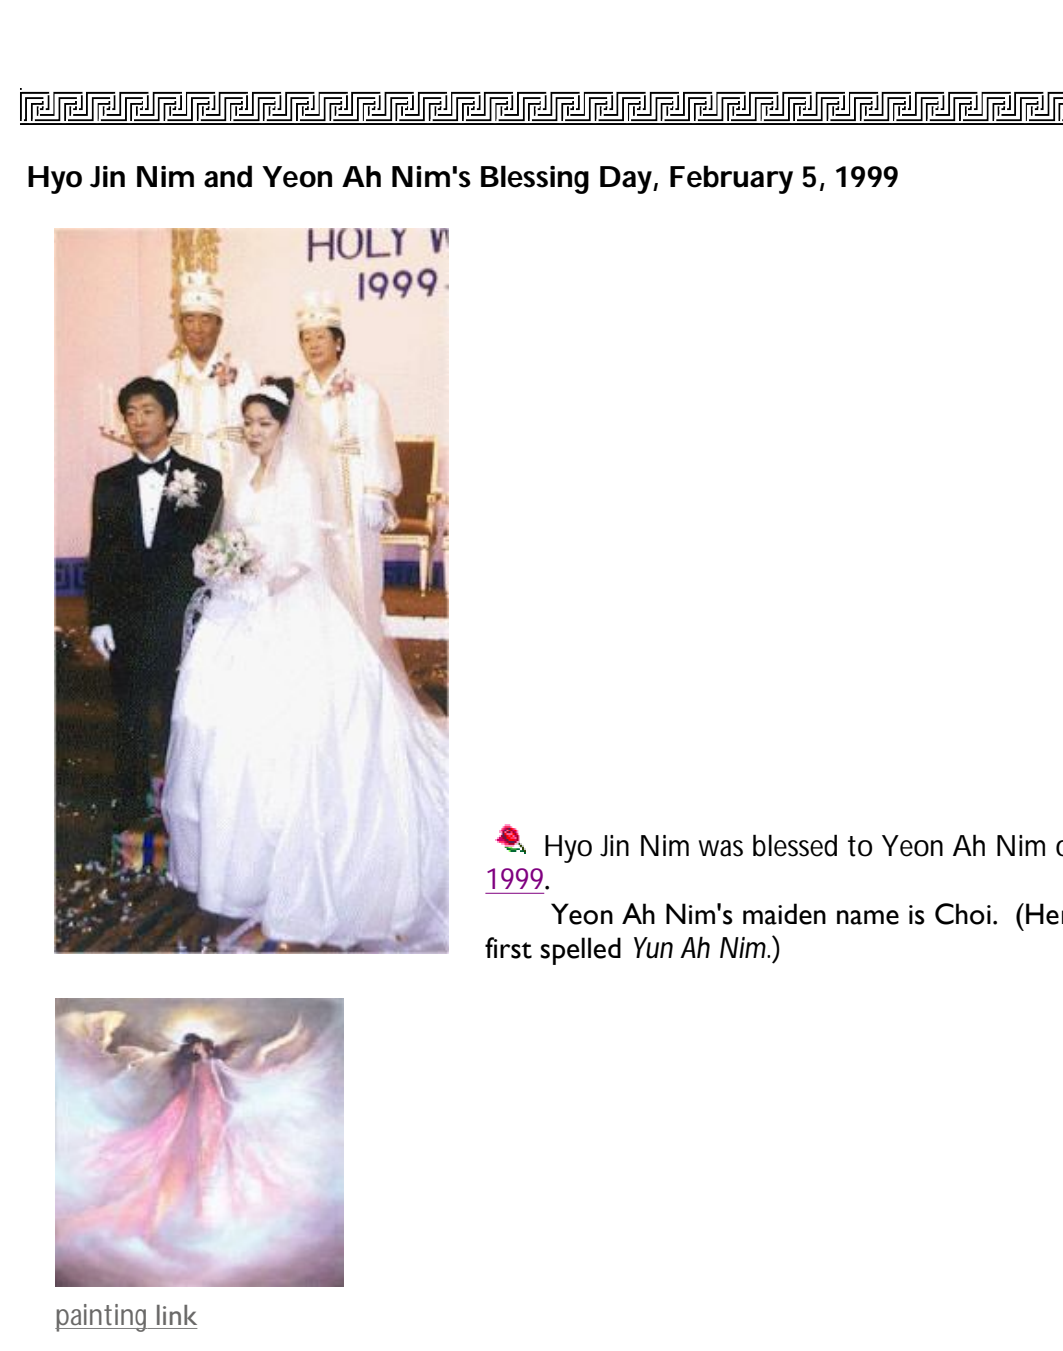 Hyo Jin Nim and Yeon Ah Nim's Blessing Day, February 5, 1999
HOLY
1999
Hyo Jin Nim was blessed to Yeon Ah Nim
1999.
Yeon Ah Nim's maiden name is Choi. (Her
first spelled Yun Ah Nim.)
painting link